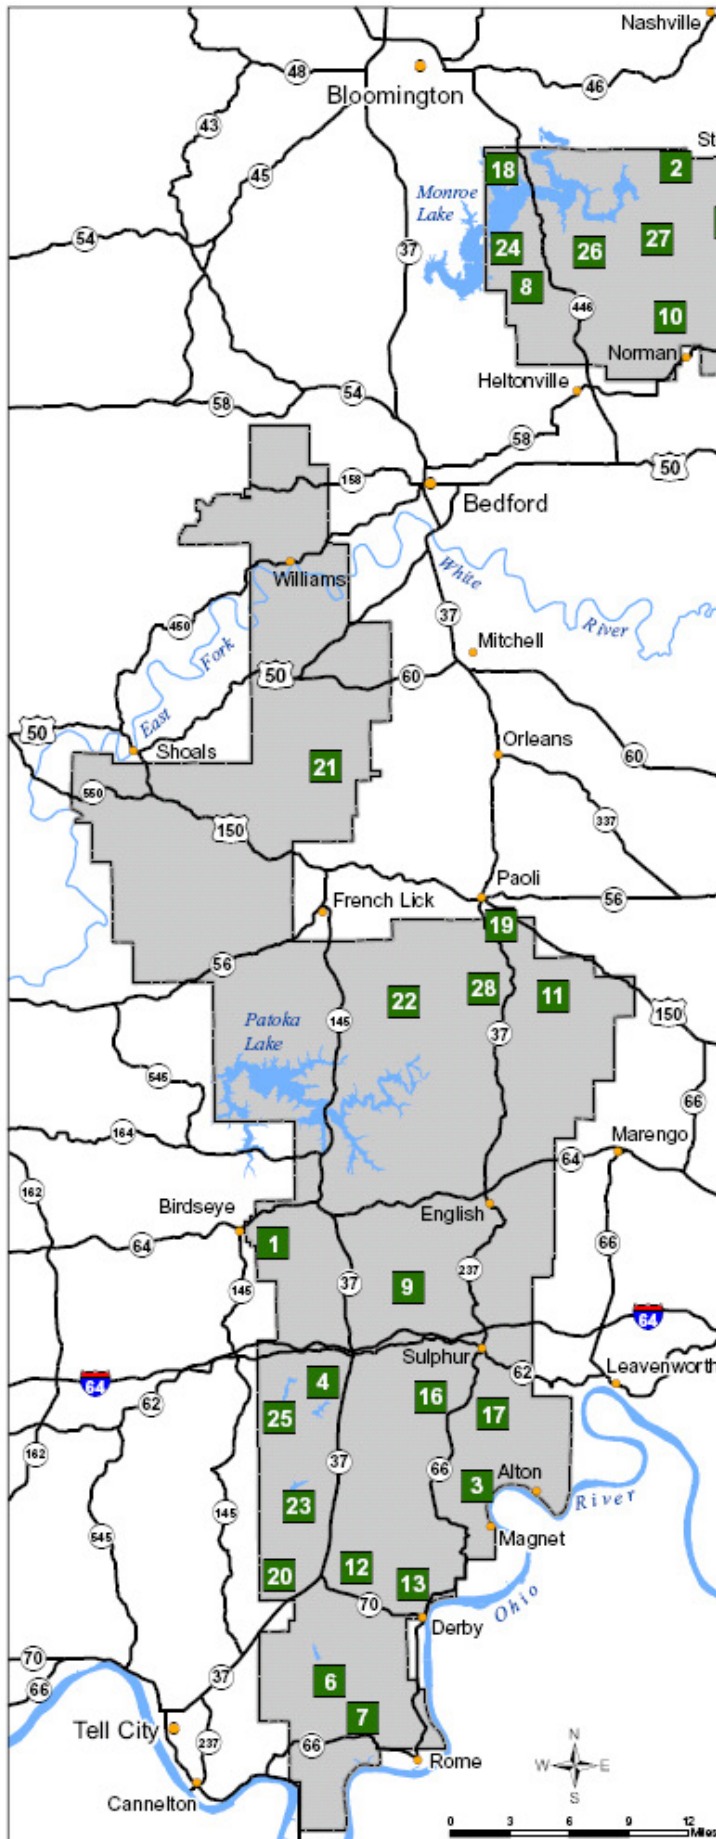 Nashville
48
46
Bloomington
43
St
18
2
45
Monroe
Lake
54
37
24
26
27
8
446
10
Norman
Heltonville
54
58
58
50
158
Bedford
Williams
White
River
37
450
Fork
Mitchell
50
60
East
50
Shoals
Orleans
60
21
550
150
337
Paoli
56
French Lick
19
56
28
22
11
150
Patoka
Lake
145
37
545
66
164
Marengo
64
162
Birdseye
English
64
1
66
145
237
37
9
64
Sulphur
64
4
62
Leavenworth
62
16
25
17
162
37
66
3
Alton
River
23
145
Magnet
545
12
20
13
Ohio
70
Derby
70
37
6
66
7
Tell City
N
237
66
W
E
Rome
S
Cannelton
0
3
6
9
12
Miles